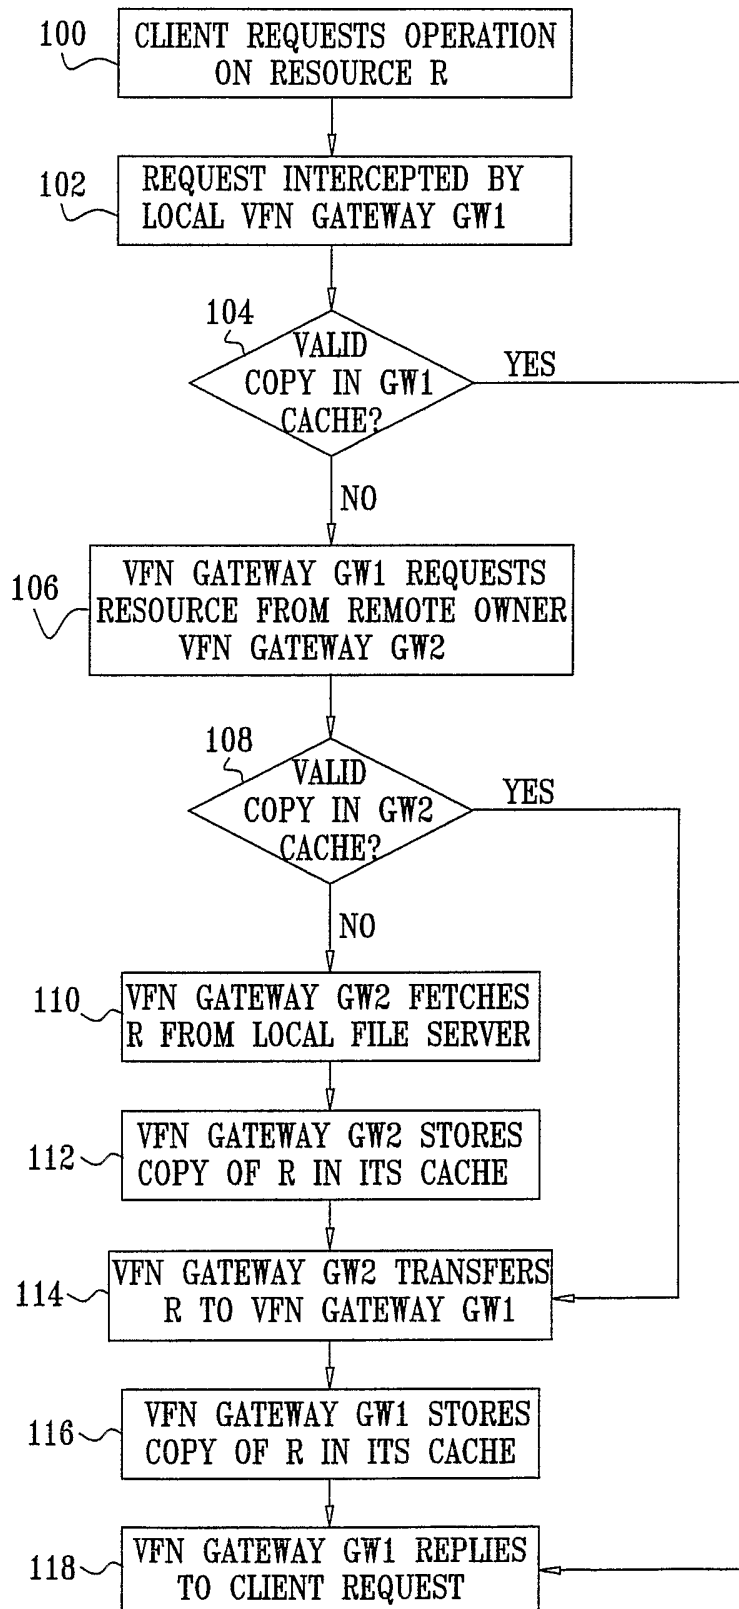 100
CLIENT REQUESTS OPERATION
ON RESOURCE R
102
REQUEST INTERCEPTED BY
LOCAL VFN GATEWAY GW1
104
VALID
COPY IN GW1
CACHE?
YES
NO
106
VFN GATEWAY GW1 REQUESTS
RESOURCE FROM REMOTE OWNER
VFN GATEWAY GW2
108
VALID
COPY IN GW2
CACHE?
YES
NO
110
VFN GATEWAY GW2 FETCHES
R FROM LOCAL FILE SERVER
112
VFN GATEWAY GW2 STORES
COPY OF R IN ITS CACHE
114
VFN GATEWAY GW2 TRANSFERS
R TO VFN GATEWAY GW1
116
VFN GATEWAY GW1 STORES
COPY OF R IN ITS CACHE
118
VFN GATEWAY GW1 REPLIES
TO CLIENT REQUEST